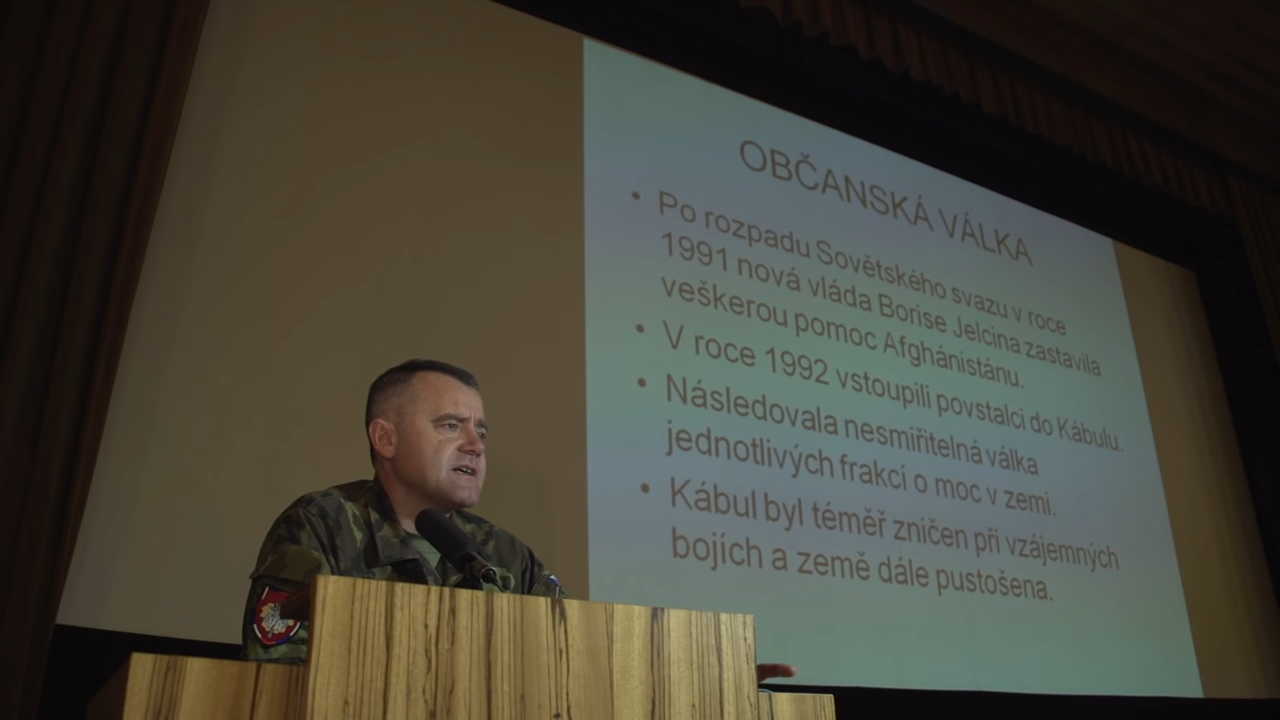 OBČANSKÁ VÁLKA
• Po rozpadu Sovětského svazu v roce
1991 nová vláda Borise Jelcina zastavila
veškerou pomoc Afghánistánu.
• V roce 1992 vstoupili povstalci do Kábulu.
• Následovala nesmiřitelná válka
jednotlivých frakcí o moc v zemi.
• Kábul byl téměř zničen při vzájemných
bojích a země dále pustošena.